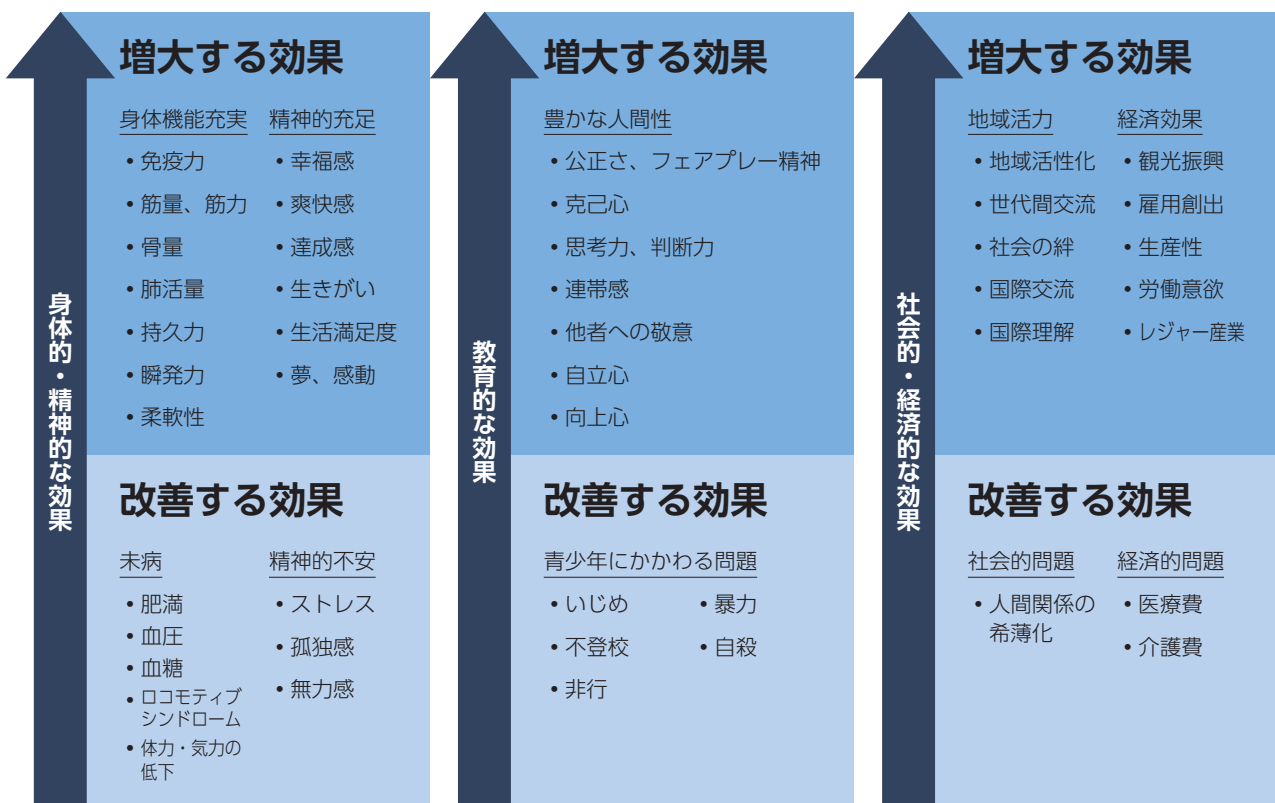 身体的・精神的な効果
増大する効果
身体機能充実
• 免疫力
• 筋量、筋力
• 骨量
• 肺活量
• 持久力
• 瞬発力
• 柔軟性
精神的充足
• 幸福感
• 爽快感
• 達成感
• 生きがい
• 生活満足度
• 夢、感動
改善する効果
未病
• 肥満
• 血圧
• 血糖
• ロコモティブ
シンドローム
• 体力・気力の
低下
精神的不安
• ストレス
• 孤独感
• 無力感
教育的な効果
増大する効果
豊かな人間性
• 公正さ、フェアプレー精神
• 克己心
• 思考力、判断力
• 連帯感
• 他者への敬意
• 自立心
• 向上心
改善する効果
青少年にかかわる問題
• いじめ
• 不登校
• 非行
• 暴力
• 自殺
社会的・経済的な効果
増大する効果
地域活力
• 地域活性化
• 世代間交流
• 社会の絆
• 国際交流
• 国際理解
経済効果
• 観光振興
• 雇用創出
• 生産性
• 労働意欲
• レジャー産業
改善する効果
社会的問題
• 人間関係の
希薄化
経済的問題
• 医療費
• 介護費